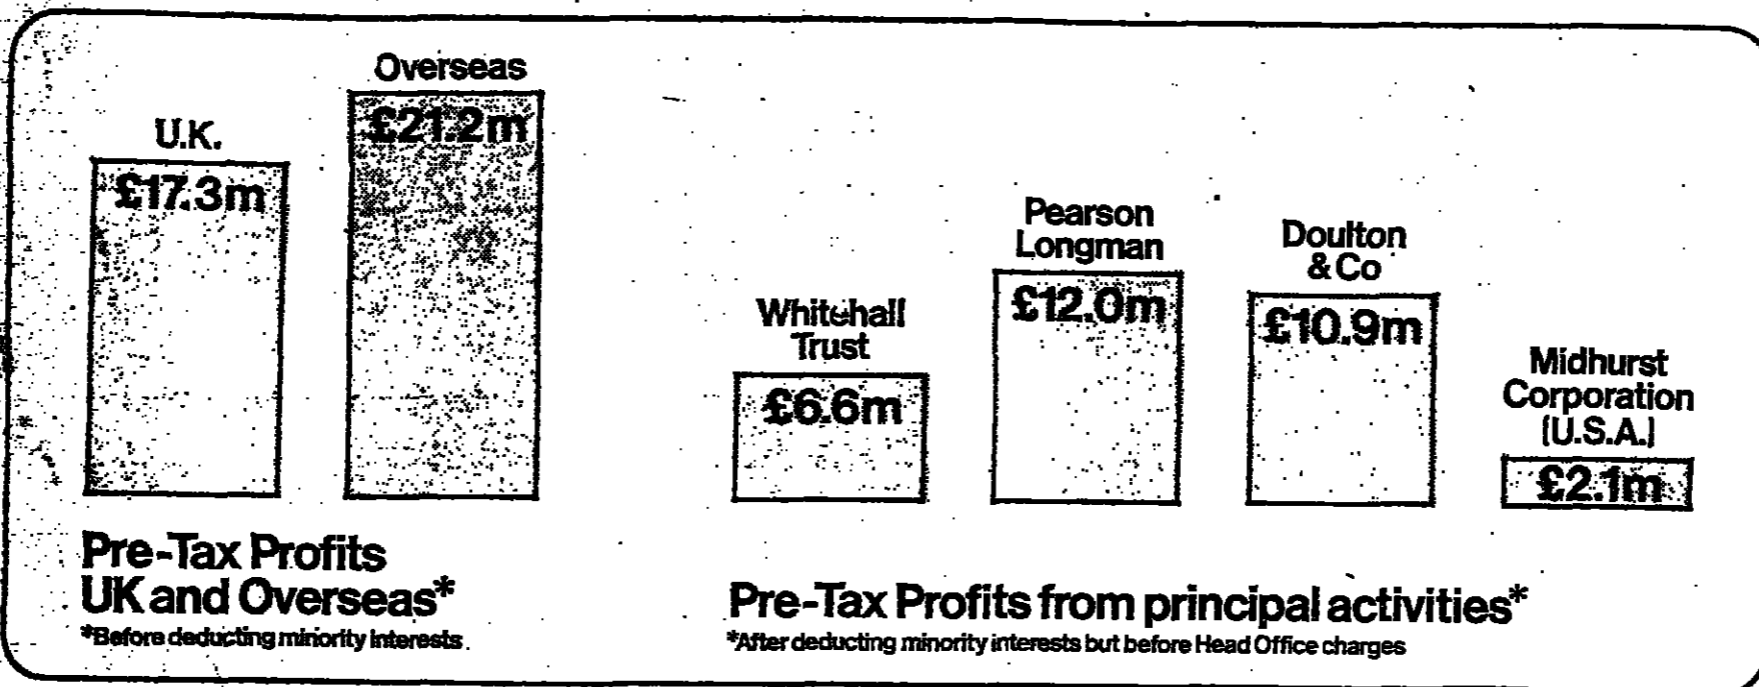 U.K.
£17.3m
Overseas
£21.2m
Pre-Tax Profits
UK and Overseas*
*Before deducting minority interests
Whitehall
Trust
£6.6m
Pearson
Longman
£12.0m
Doulton
& Co
£10.9m
Midhurst
Corporation
(U.S.A.)
£2.1m
Pre-Tax Profits from principal activities*
*After deducting minority interests but before Head Office charges